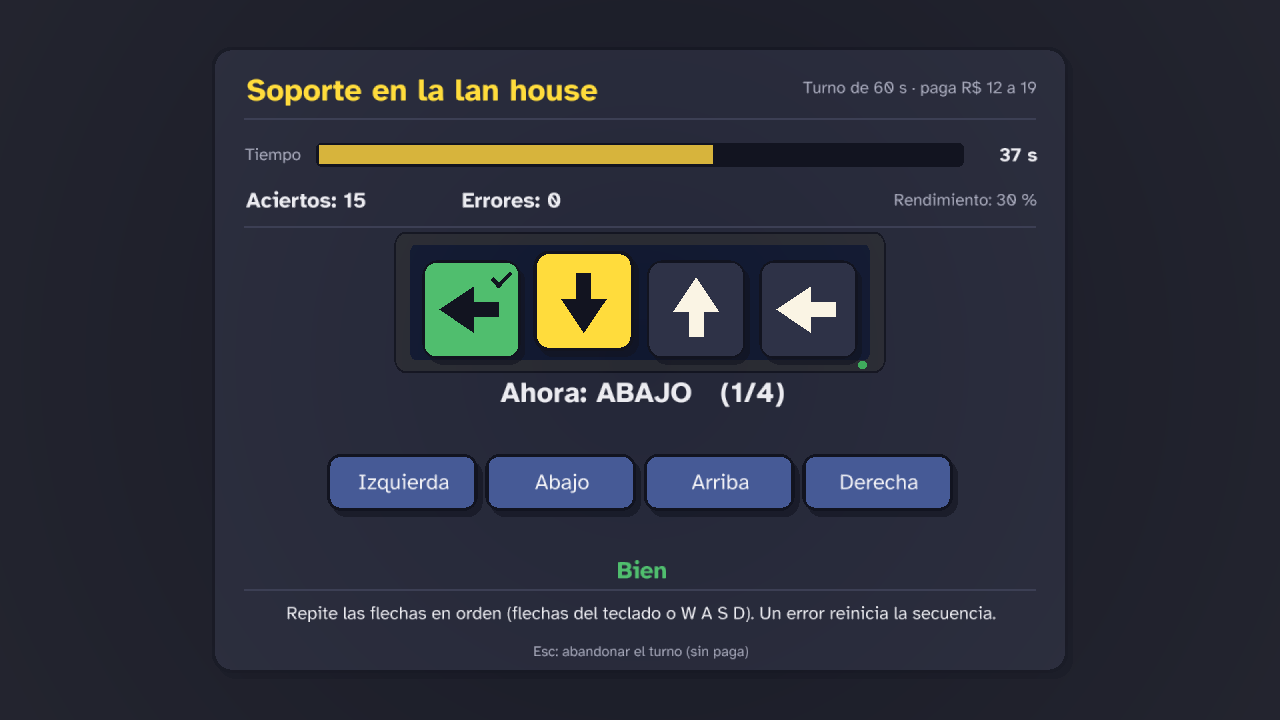 Soporte en la lan house
Turno de 60 s · paga R$ 12 a 19
Tiempo
37 s
Aciertos: 15
Errores: 0
Rendimiento: 30 %
Ahora: ABAJO (1/4)
Izquierda
Abajo
Arriba
Derecha
Bien
Repite las flechas en orden (flechas del teclado o W A S D). Un error reinicia la secuencia.
Esc: abandonar el turno (sin paga)